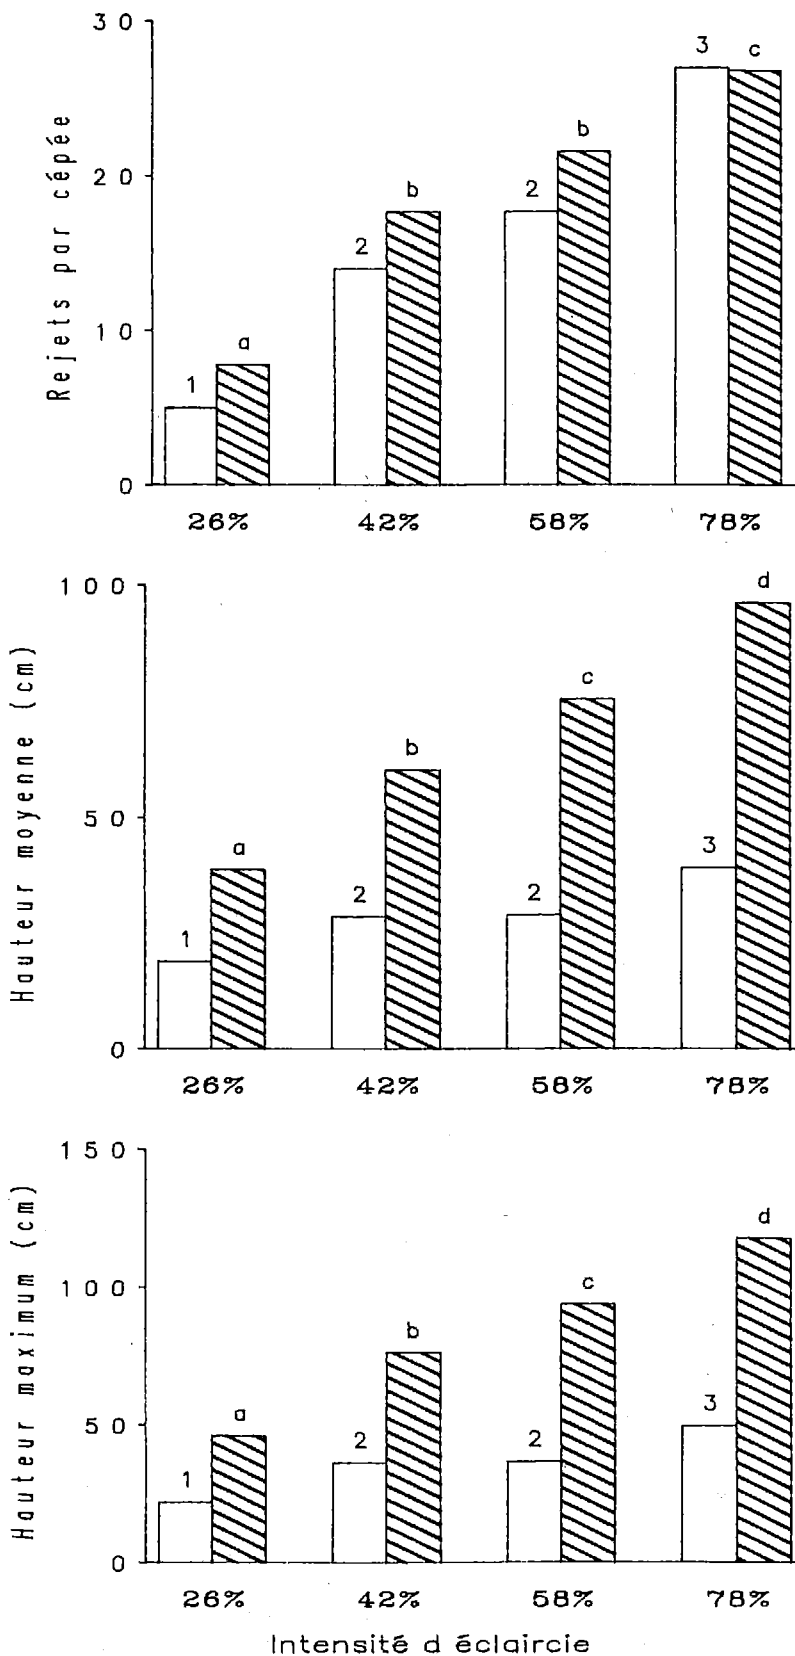 30
20
10
0
Rejets par cépée
1
a
2
b
2
b
3
c
26% 42% 58% 78%
100
50
0
Hauteur moyenne (cm)
1
a
2
b
2
c
3
d
26% 42% 58% 78%
150
100
50
0
Hauteur maximum (cm)
1
a
2
b
2
c
3
d
26% 42% 58% 78%
Intensité d éclaircie